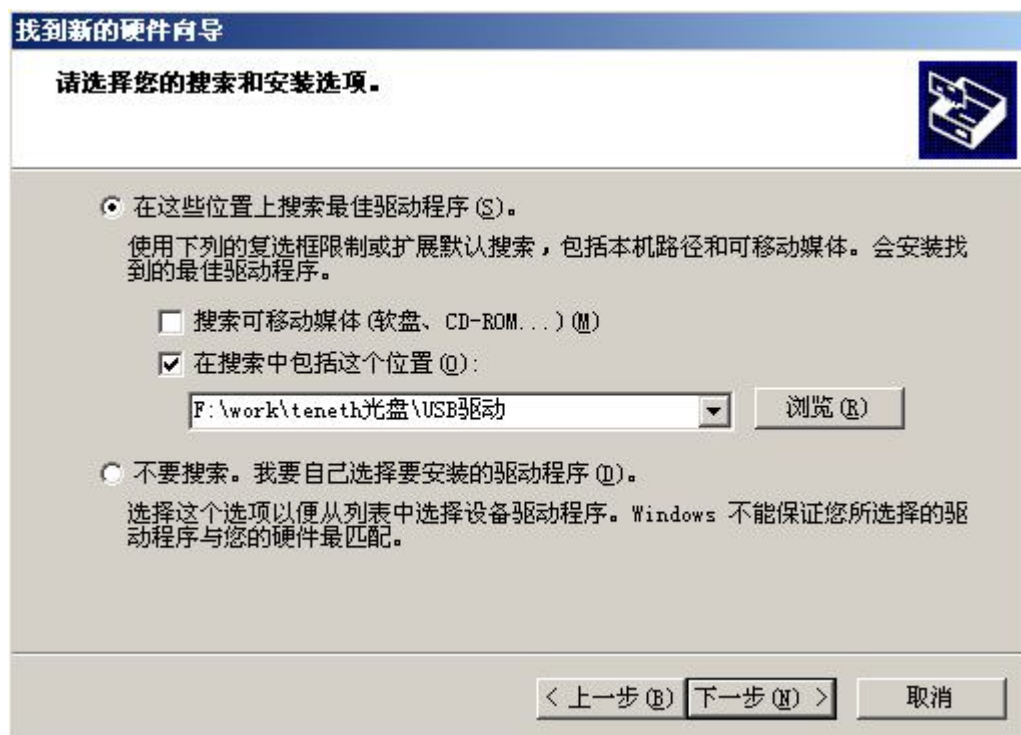 找到新的硬件向导
请选择您的搜索和安装选项。
在这些位置上搜索最佳驱动程序(S)。
使用下列的复选框限制或扩展默认搜索，包括本机路径和可移动媒体。会安装找
到的最佳驱动程序。
搜索可移动媒体(软盘、CD-ROM...)(M)
在搜索中包括这个位置(O):
F:\work\teneth光盘\USB驱动
浏览(R)
不要搜索。我要自己选择要安装的驱动程序(D)。
选择这个选项以便从列表中选择设备驱动程序。Windows 不能保证您所选择的驱
动程序与您的硬件最匹配。
< 上一步(B) 下一步(N) > 取消